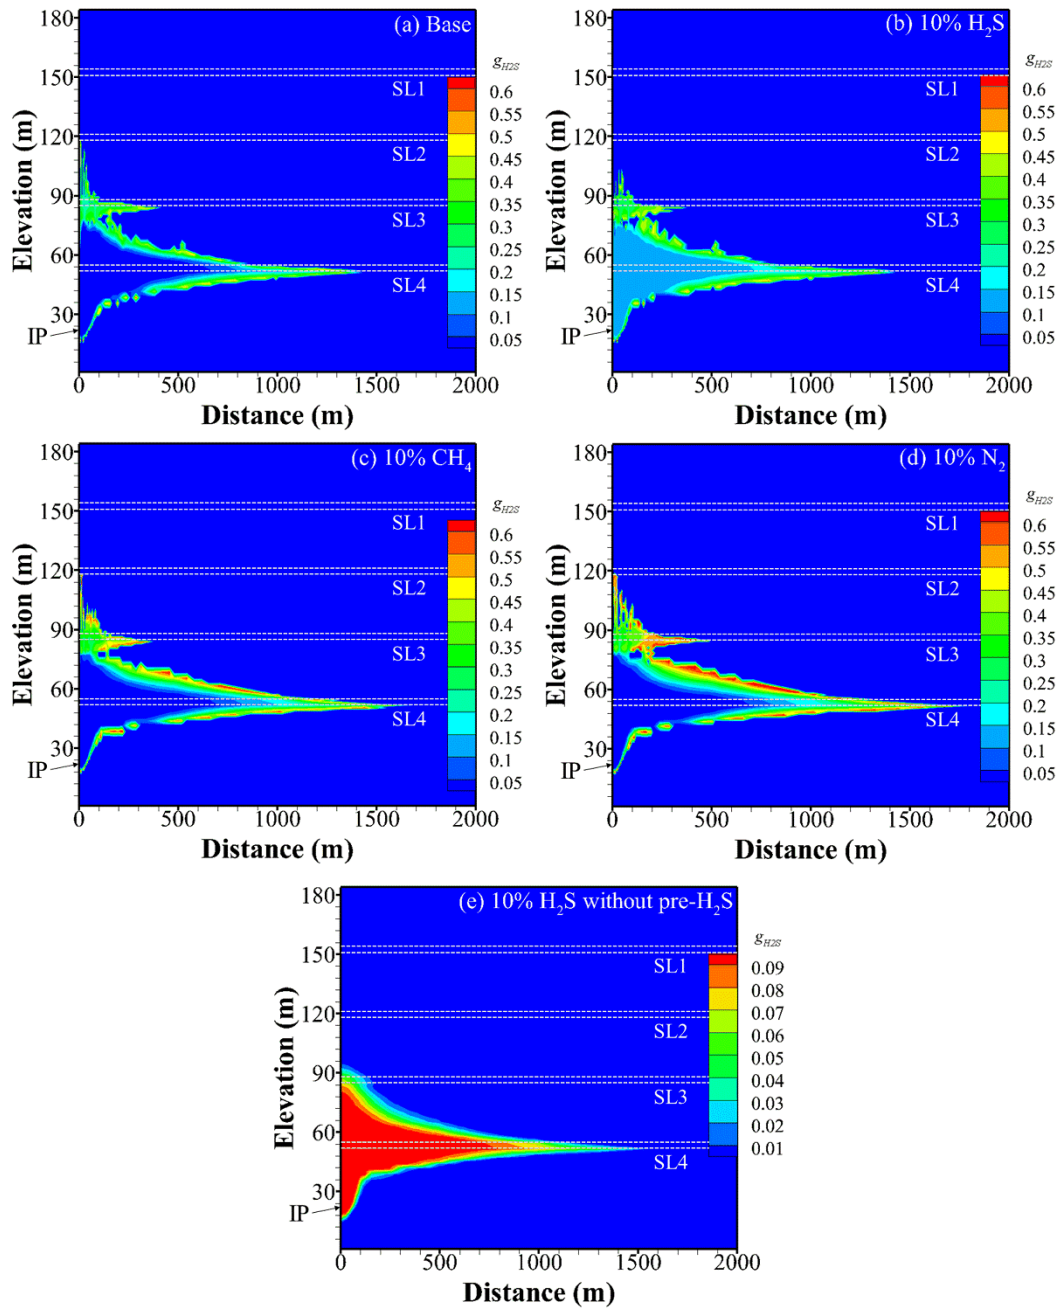 (a) Base
180
150
120
90
60
30
Elevation (m)
IP
SL1
SL2
SL3
SL4
0 500 1000 1500 2000
Distance (m)
g_{H2S}
0.6
0.55
0.5
0.45
0.4
0.35
0.3
0.25
0.2
0.15
0.1
0.05
(b) 10% H₂S
180
150
120
90
60
30
Elevation (m)
IP
SL1
SL2
SL3
SL4
0 500 1000 1500 2000
Distance (m)
g_{H2S}
0.6
0.55
0.5
0.45
0.4
0.35
0.3
0.25
0.2
0.15
0.1
0.05
(c) 10% CH₄
180
150
120
90
60
30
Elevation (m)
IP
SL1
SL2
SL3
SL4
0 500 1000 1500 2000
Distance (m)
g_{H2S}
0.6
0.55
0.5
0.45
0.4
0.35
0.3
0.25
0.2
0.15
0.1
0.05
(d) 10% N₂
180
150
120
90
60
30
Elevation (m)
IP
SL1
SL2
SL3
SL4
0 500 1000 1500 2000
Distance (m)
g_{H2S}
0.6
0.55
0.5
0.45
0.4
0.35
0.3
0.25
0.2
0.15
0.1
0.05
(e) 10% H₂S without pre-H₂S
180
150
120
90
60
30
Elevation (m)
IP
SL1
SL2
SL3
SL4
0 500 1000 1500 2000
Distance (m)
g_{H2S}
0.09
0.08
0.07
0.06
0.05
0.04
0.03
0.02
0.01